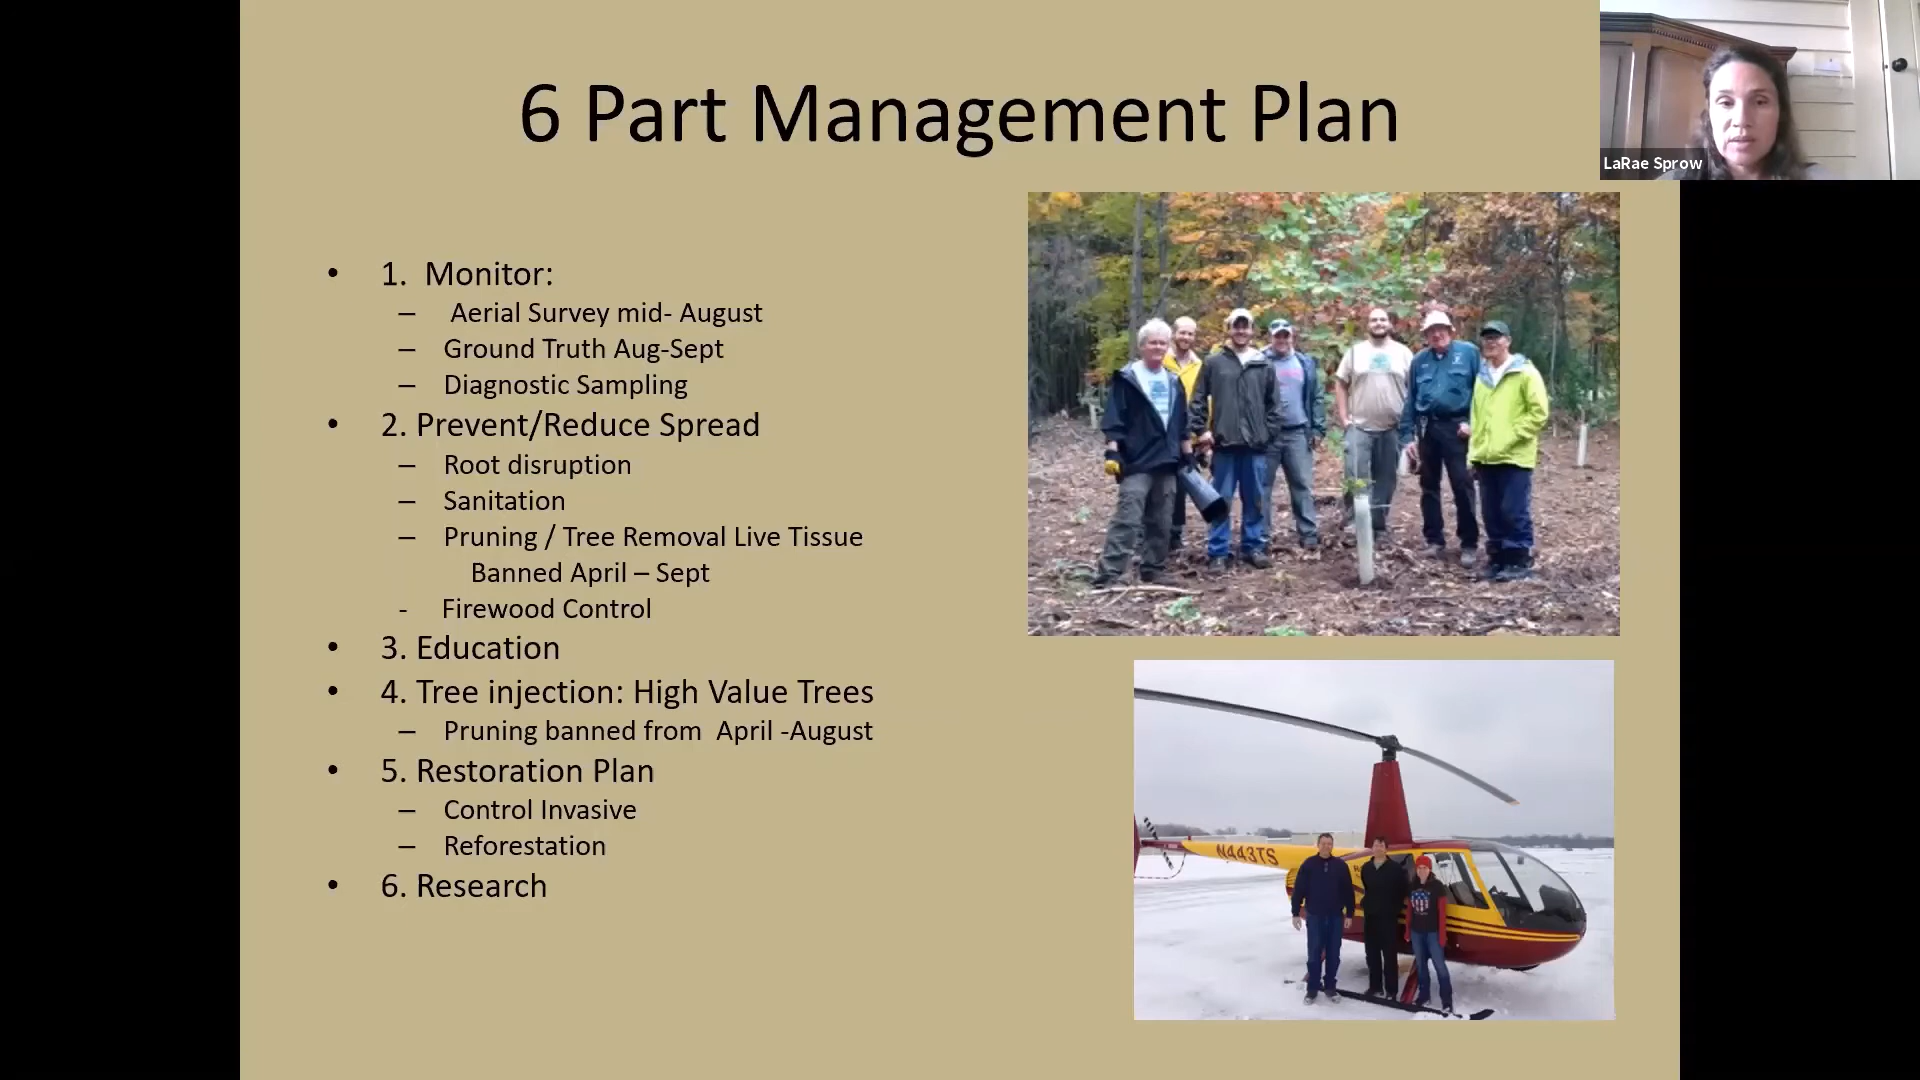 6 Part Management Plan
LaRae Sprow
• 1. Monitor:
– Aerial Survey mid- August
– Ground Truth Aug-Sept
– Diagnostic Sampling
• 2. Prevent/Reduce Spread
– Root disruption
– Sanitation
– Pruning / Tree Removal Live Tissue
Banned April – Sept
- Firewood Control
• 3. Education
• 4. Tree injection: High Value Trees
– Pruning banned from April -August
• 5. Restoration Plan
– Control Invasive
– Reforestation
• 6. Research
N443TS